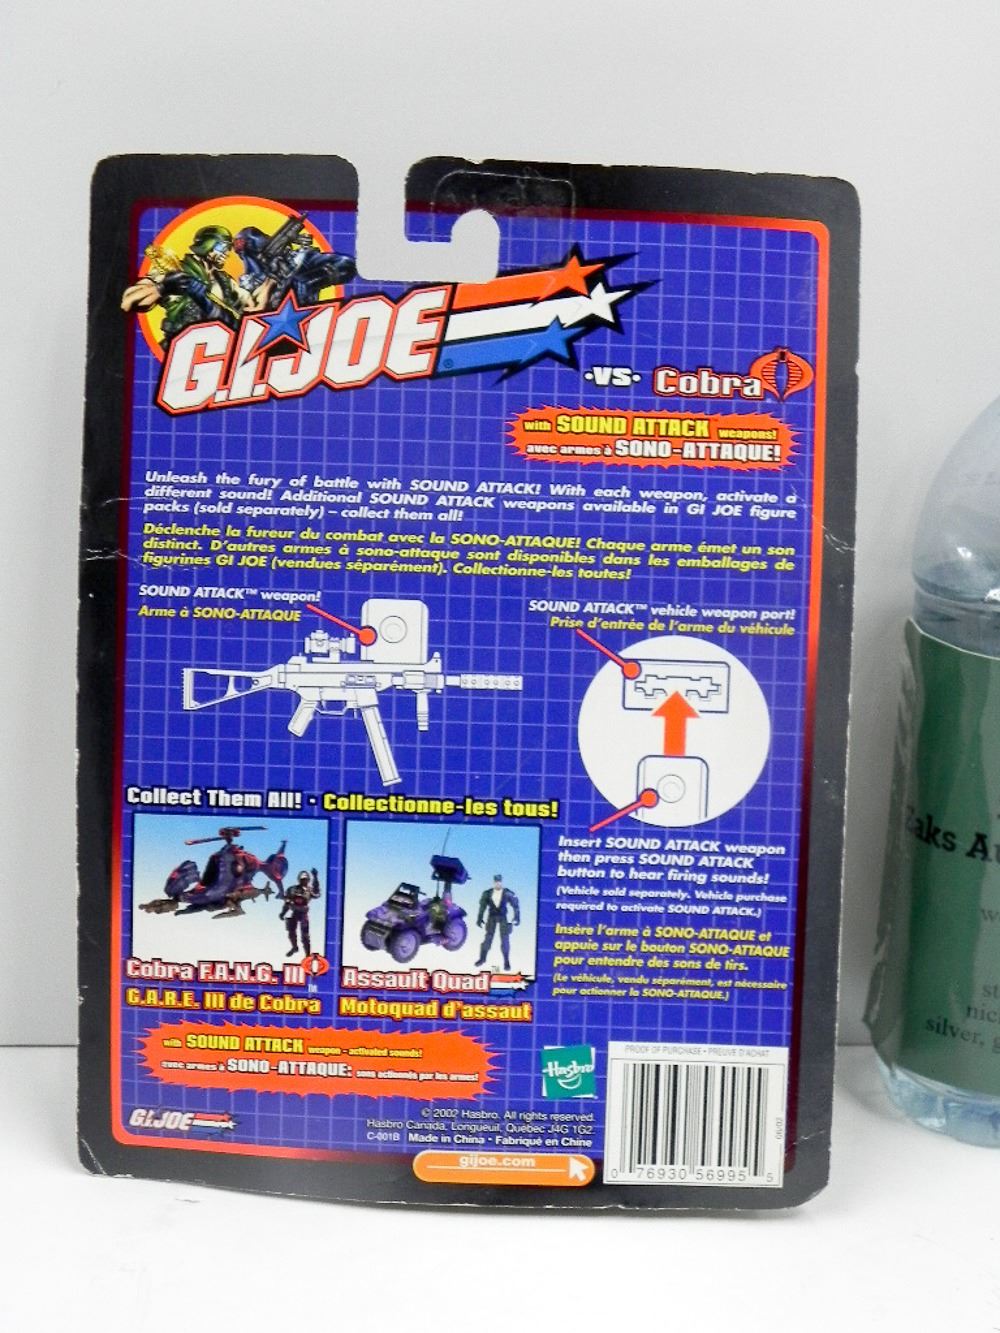 G.I.JOE
·VS· Cobra
with SOUND ATTACK weapons!
avec armes à SONO-ATTAQUE!
Unleash the fury of battle with SOUND ATTACK! With each weapon, activate a
different sound! Additional SOUND ATTACK weapons available in GI JOE figure
packs (sold separately) – collect them all!
Déclenche la fureur du combat avec la SONO-ATTAQUE! Chaque arme émet un son
distinct. D'autres armes à sono-attaque sont disponibles dans les emballages de
figurines GI JOE (vendues séparément). Collectionne-les toutes!
SOUND ATTACK™ weapon!
Arme à SONO-ATTAQUE
SOUND ATTACK™ vehicle weapon port!
Prise d'entrée de l'arme du véhicule
Collect Them All! · Collectionne-les tous!
Insert SOUND ATTACK weapon
then press SOUND ATTACK
button to hear firing sounds!
(Vehicle sold separately. Vehicle purchase
required to activate SOUND ATTACK.)
Insère l'arme à SONO-ATTAQUE et
appuie sur le bouton SONO-ATTAQUE
pour entendre des sons de tirs.
(Le véhicule, vendu séparément, est nécessaire
pour actionner la SONO-ATTAQUE.)
Cobra F.A.N.G. III™
G.A.R.E. III de Cobra
Assault Quad™
Motoquad d'assaut
with SOUND ATTACK weapon-activated sounds!
avec armes à SONO-ATTAQUE: sons actionnés par les armes!
Hasbro
G.I.JOE
© 2002 Hasbro. All rights reserved.
Hasbro Canada, Longueuil, Québec J4G 1G2.
C-001B Made in China • Fabriqué en Chine
gijoe.com
PROOF OF PURCHASE • PREUVE D'ACHAT
0 76930 56995 5
aks A
nic
silver,